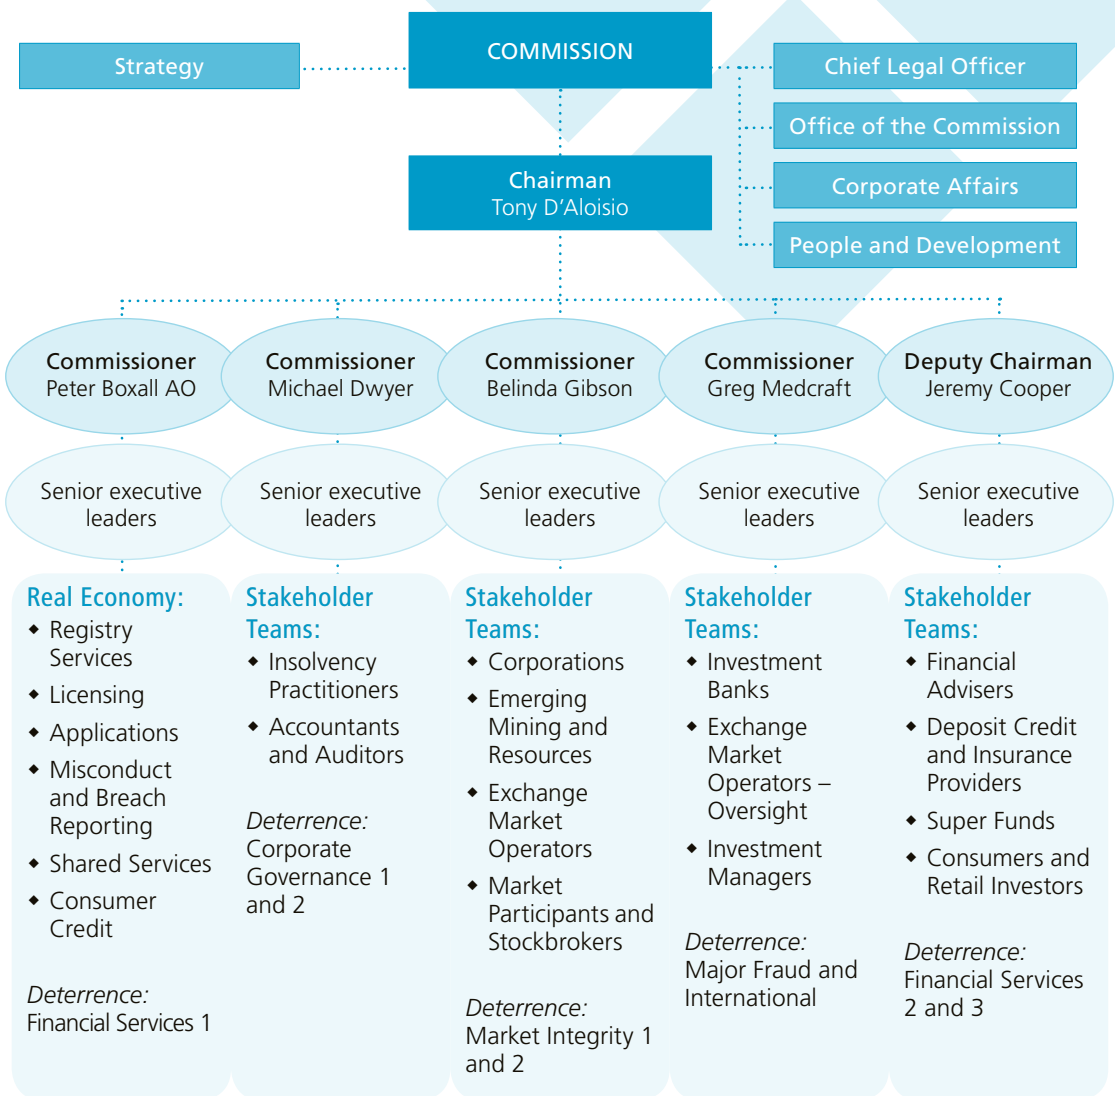 COMMISSION
Strategy
Chief Legal Officer
Office of the Commission
Corporate Affairs
People and Development
Chairman
Tony D’Aloisio
Commissioner
Peter Boxall AO
Commissioner
Michael Dwyer
Commissioner
Belinda Gibson
Commissioner
Greg Medcraft
Deputy Chairman
Jeremy Cooper
Senior executive
leaders
Senior executive
leaders
Senior executive
leaders
Senior executive
leaders
Senior executive
leaders
Real Economy:
◆ Registry
Services
◆ Licensing
◆ Applications
◆ Misconduct
and Breach
Reporting
◆ Shared Services
◆ Consumer
Credit
Deterrence:
Financial Services 1
Stakeholder
Teams:
◆ Insolvency
Practitioners
◆ Accountants
and Auditors
Deterrence:
Corporate
Governance 1
and 2
Stakeholder
Teams:
◆ Corporations
◆ Emerging
Mining and
Resources
◆ Exchange
Market
Operators
◆ Market
Participants and
Stockbrokers
Deterrence:
Market Integrity 1
and 2
Stakeholder
Teams:
◆ Investment
Banks
◆ Exchange
Market
Operators –
Oversight
◆ Investment
Managers
Deterrence:
Major Fraud and
International
Stakeholder
Teams:
◆ Financial
Advisers
◆ Deposit Credit
and Insurance
Providers
◆ Super Funds
◆ Consumers and
Retail Investors
Deterrence:
Financial Services
2 and 3